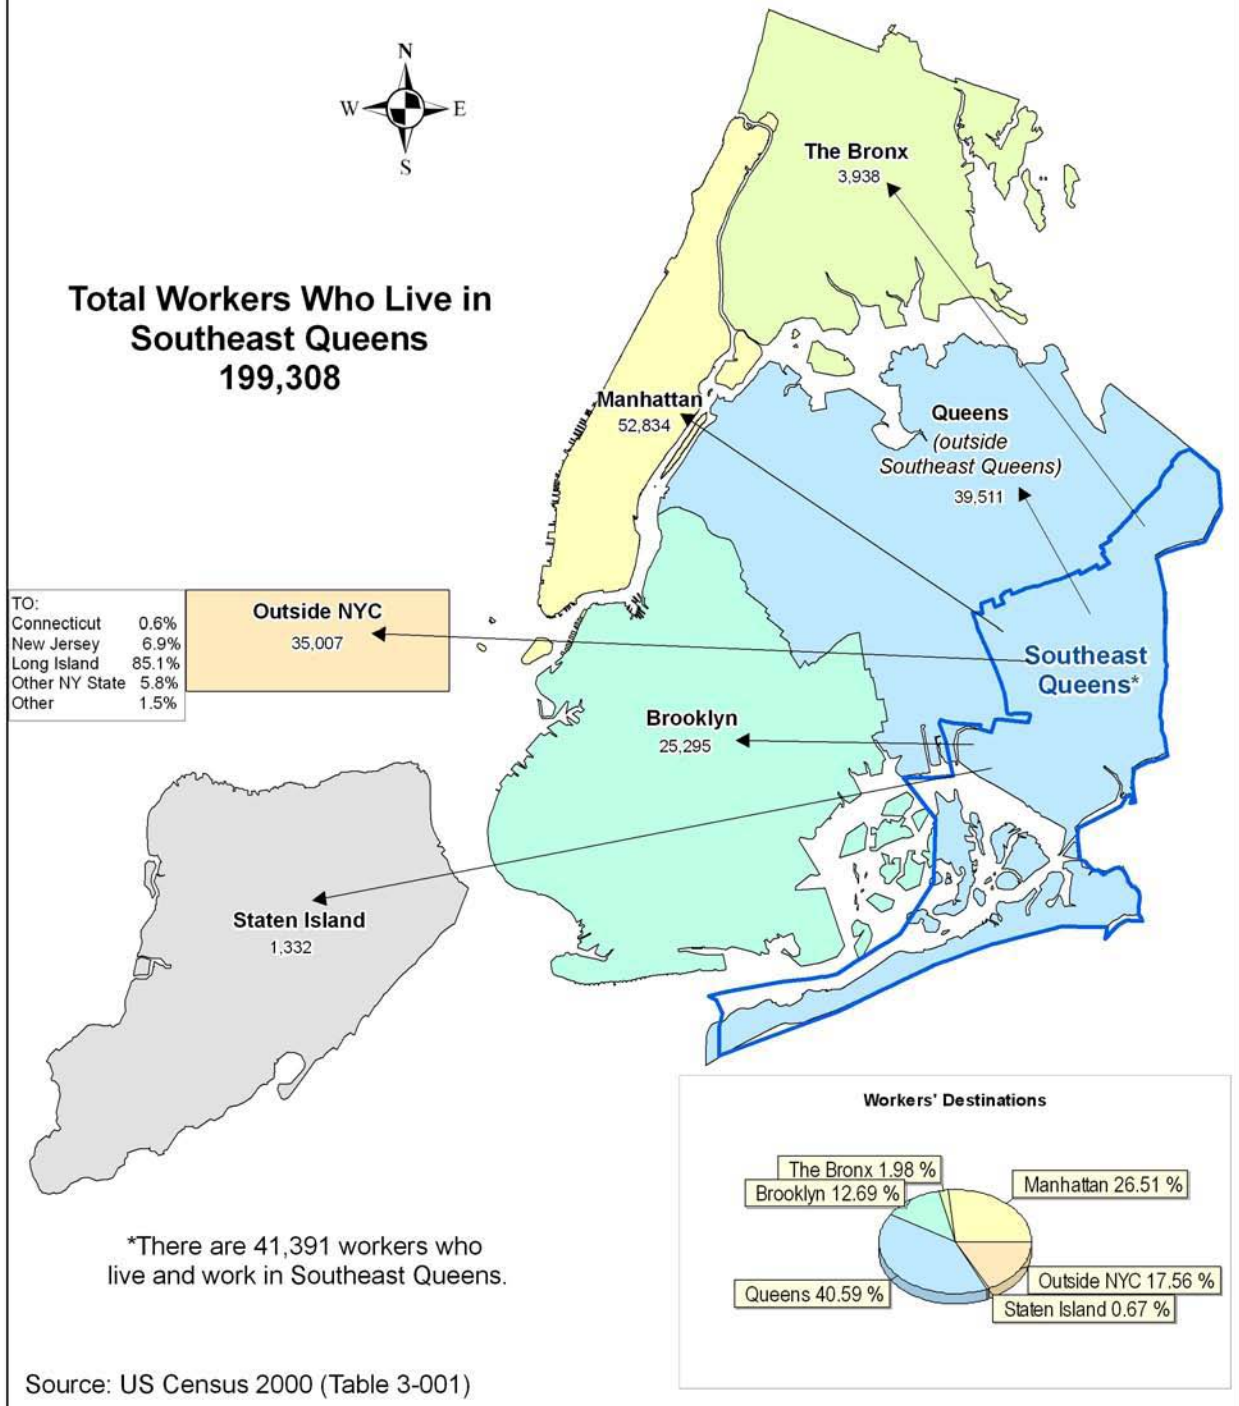 N
W E
S
The Bronx
3,938
Total Workers Who Live in
Southeast Queens
199,308
Manhattan
52,834
Queens
(outside
Southeast Queens)
39,511
TO:
Connecticut 0.6%
New Jersey 6.9%
Long Island 85.1%
Other NY State 5.8%
Other 1.5%
Outside NYC
35,007
Southeast
Queens*
Brooklyn
25,295
Staten Island
1,332
Workers' Destinations
The Bronx 1.98 %
Brooklyn 12.69 %
Manhattan 26.51 %
Queens 40.59 %
Outside NYC 17.56 %
Staten Island 0.67 %
*There are 41,391 workers who
live and work in Southeast Queens.
Source: US Census 2000 (Table 3-001)